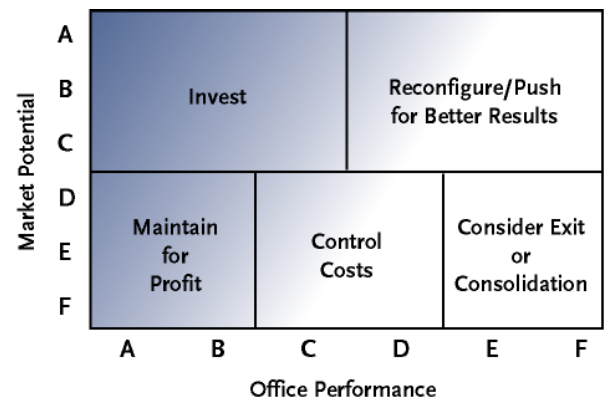 Market Potential
A
B
C
D
E
F
Invest
Reconfigure/Push
for Better Results
Maintain
for
Profit
Control
Costs
Consider Exit
or
Consolidation
A B C D E F
Office Performance